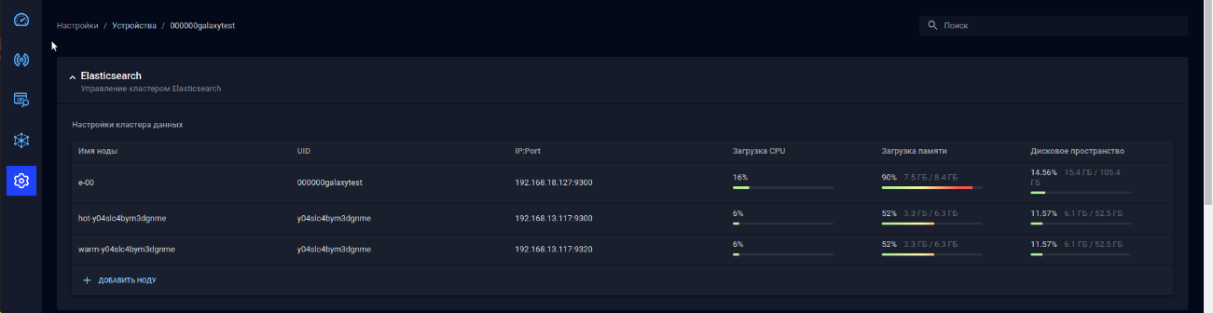 Настройки / Устройства / 000000galaxytest
Поиск
Elasticsearch
Управление кластером Elasticsearch
Настройки кластера данных
Имя ноды UID IP:Port Загрузка CPU Загрузка памяти Дисковое пространство
e-00 000000galaxytest 192.168.18.127:9300 16% 90% 7.5 ГБ / 8.4 ГБ 14.56% 15.4 ГБ / 105.4
ГБ
hot-y04slc4bym3dgnme y04slc4bym3dgnme 192.168.13.117:9300 6% 52% 3.3 ГБ / 6.3 ГБ 11.57% 6.1 ГБ / 52.5 ГБ
warm-y04slc4bym3dgnme y04slc4bym3dgnme 192.168.13.117:9320 6% 52% 3.3 ГБ / 6.3 ГБ 11.57% 6.1 ГБ / 52.5 ГБ
+ ДОБАВИТЬ НОДУ